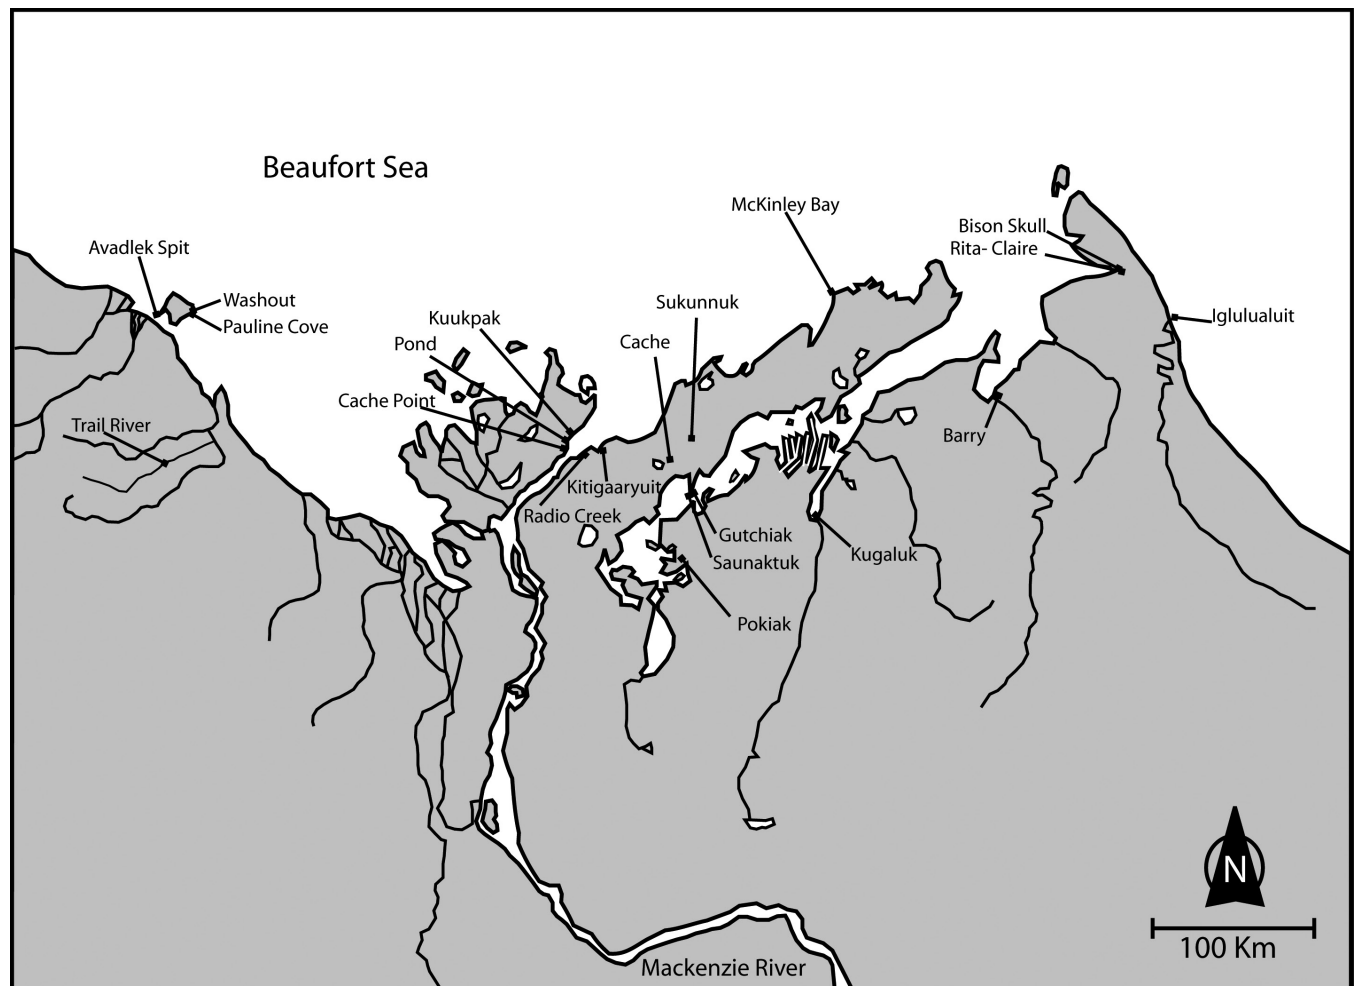 Beaufort Sea
McKinley Bay
Bison Skull
Rita- Claire
Avadlek Spit
Washout
Pauline Cove
Sukunnuk
Iglulualuit
Kuukpak
Pond
Cache
Cache Point
Trail River
Barry
Kitigaaryuit
Radio Creek
Gutchiak
Saunaktuk
Kugaluk
Pokiak
N
100 Km
Mackenzie River